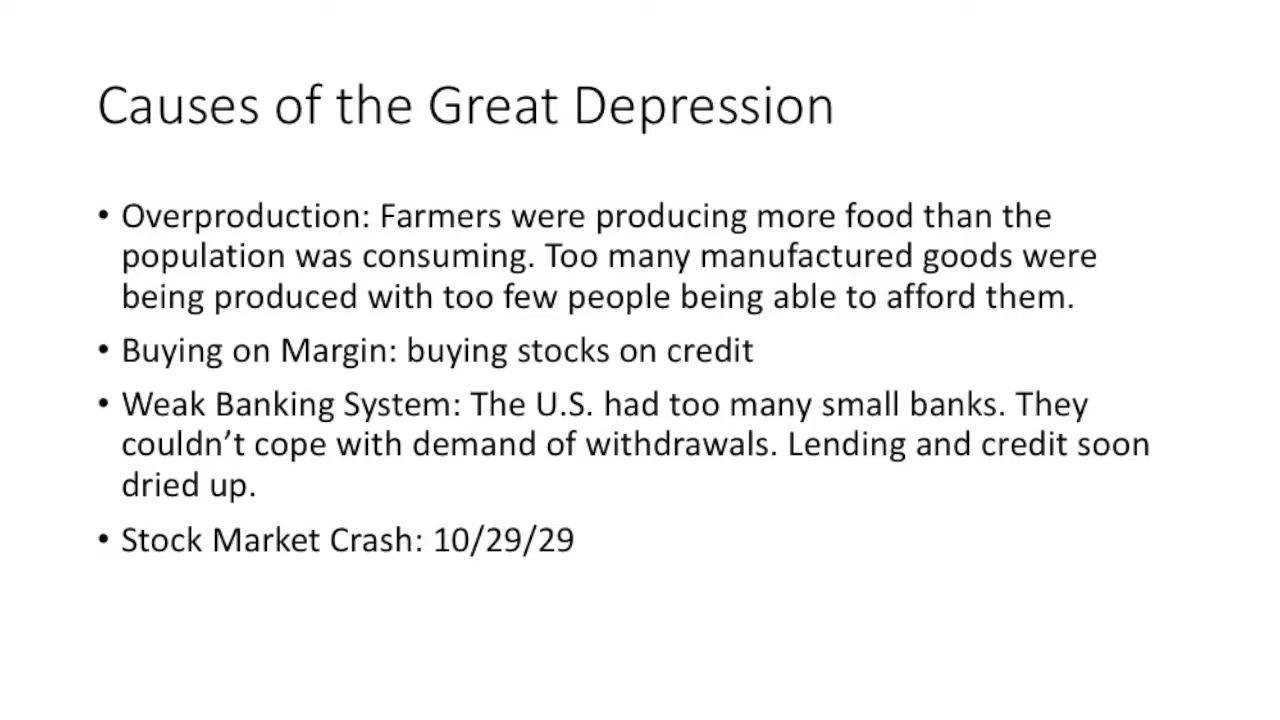 Causes of the Great Depression
• Overproduction: Farmers were producing more food than the
population was consuming. Too many manufactured goods were
being produced with too few people being able to afford them.
• Buying on Margin: buying stocks on credit
• Weak Banking System: The U.S. had too many small banks. They
couldn’t cope with demand of withdrawals. Lending and credit soon
dried up.
• Stock Market Crash: 10/29/29